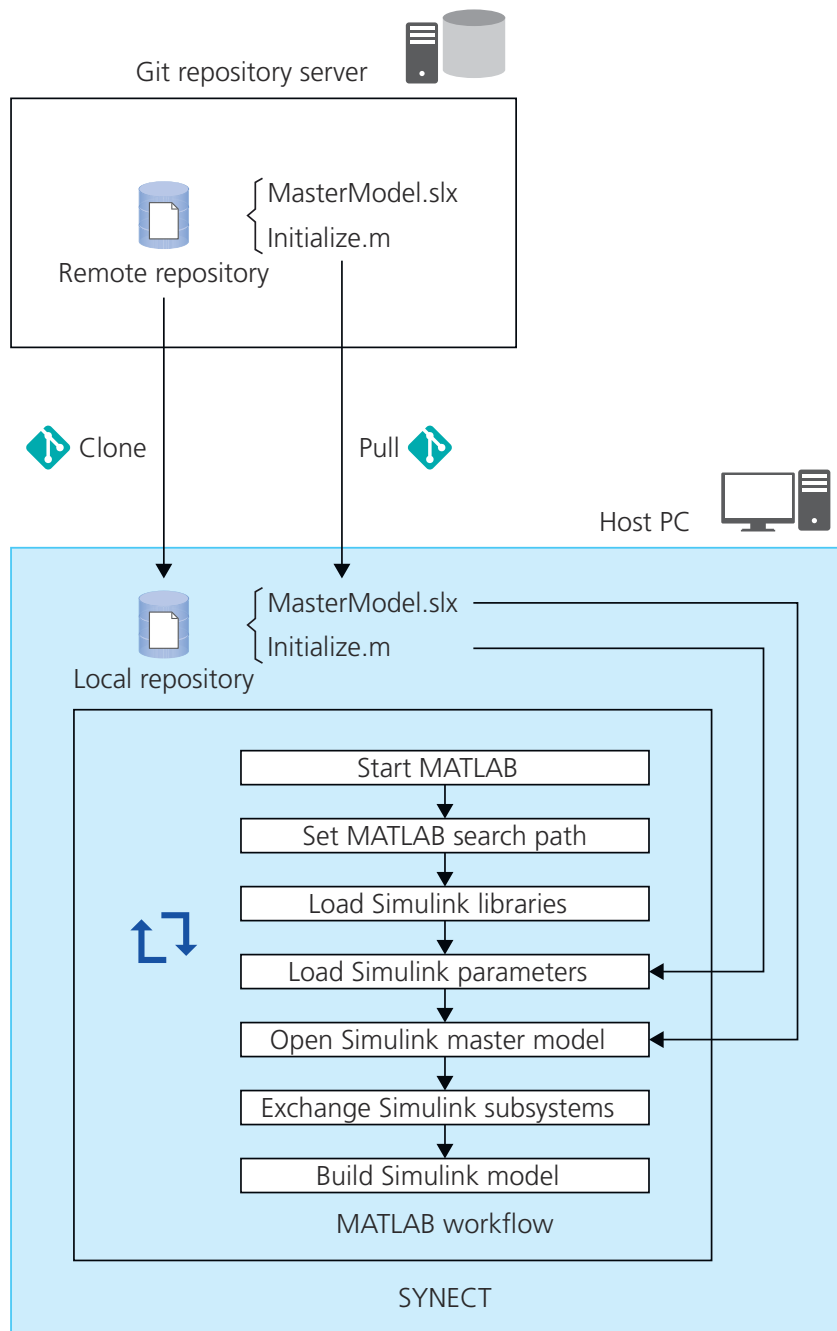 Git repository server
MasterModel.slx
Initialize.m
Remote repository
Clone
Pull
Host PC
MasterModel.slx
Initialize.m
Local repository
Start MATLAB
Set MATLAB search path
Load Simulink libraries
Load Simulink parameters
Open Simulink master model
Exchange Simulink subsystems
Build Simulink model
MATLAB workflow
SYNECT